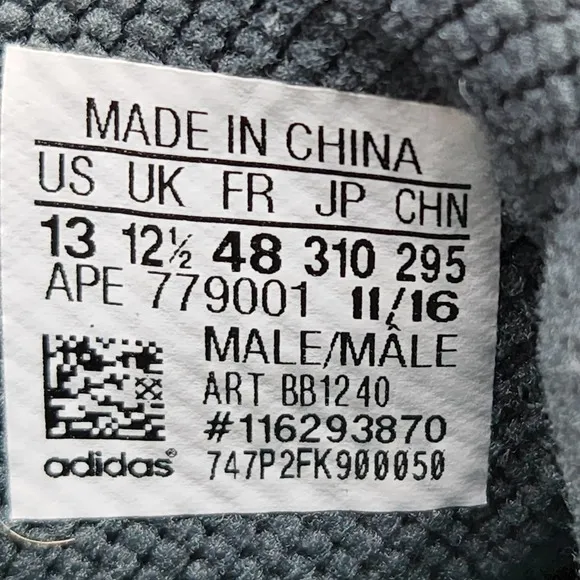 MADE IN CHINA
US UK FR JP CHN
13 12½ 48 310 295
APE 779001 11/16
MALE/MÂLE
ART BB1240
#116293870
adidas 747P2FK900050